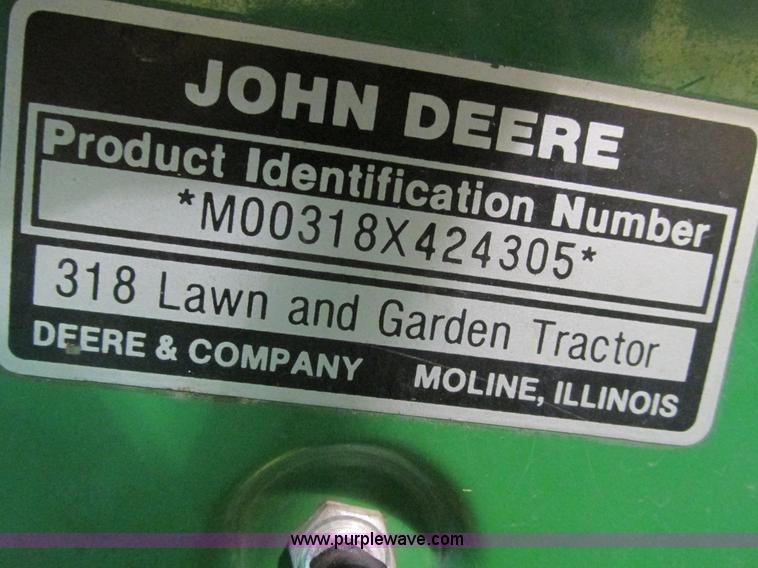 JOHN DEERE
Product Identification Number
*M00318X424305*
318 Lawn and Garden Tractor
DEERE & COMPANY MOLINE, ILLINOIS
www.purplewave.com